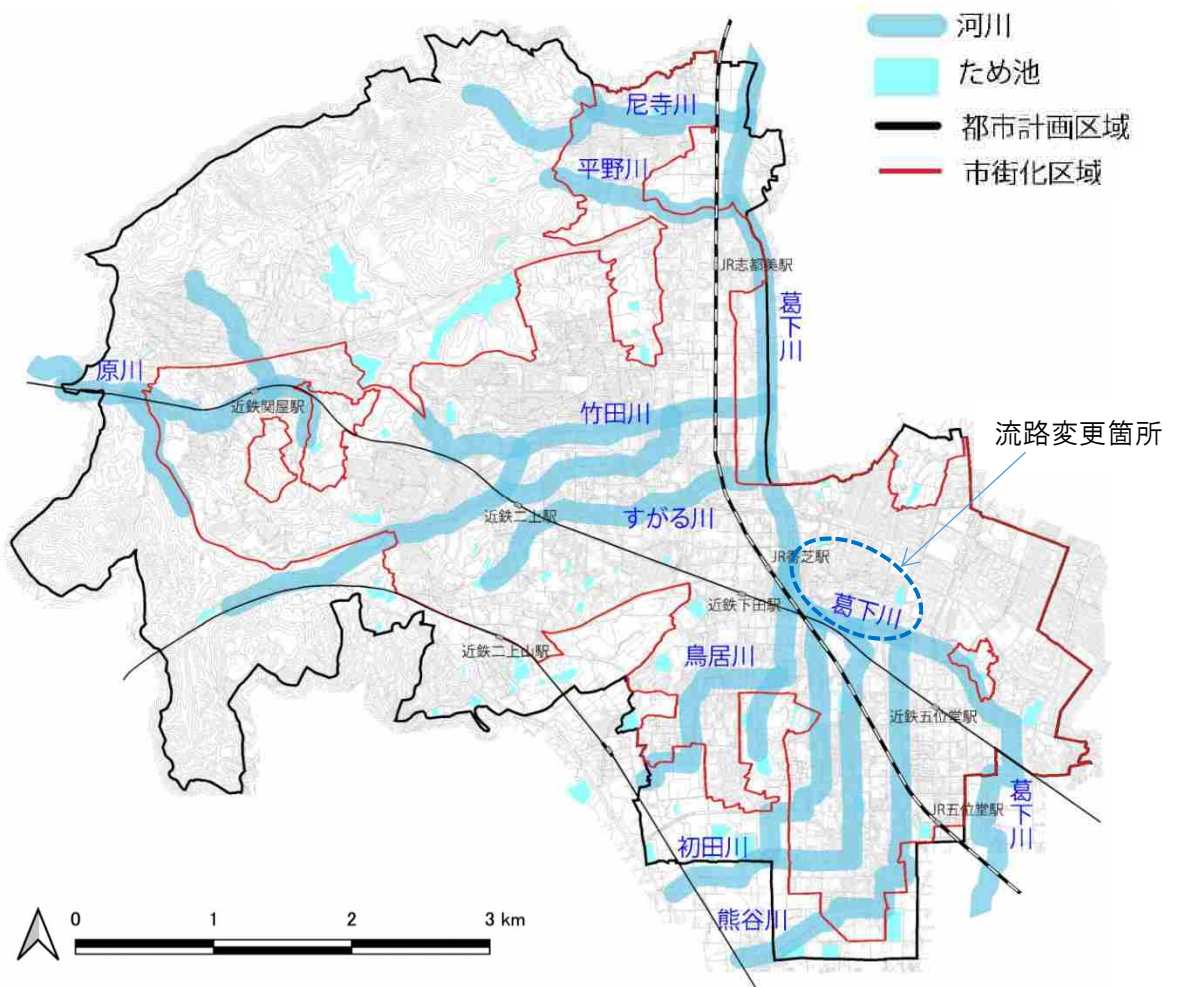 河川
ため池
都市計画区域
市街化区域
尼寺川
平野川
JR志都美駅
葛下川
原川
近鉄関屋駅
竹田川
流路変更箇所
近鉄二上駅
すがる川
JR香芝駅
近鉄下田駅
葛下川
近鉄二上山駅
鳥居川
近鉄五位堂駅
葛下川
JR五位堂駅
初田川
熊谷川
0 1 2 3 km